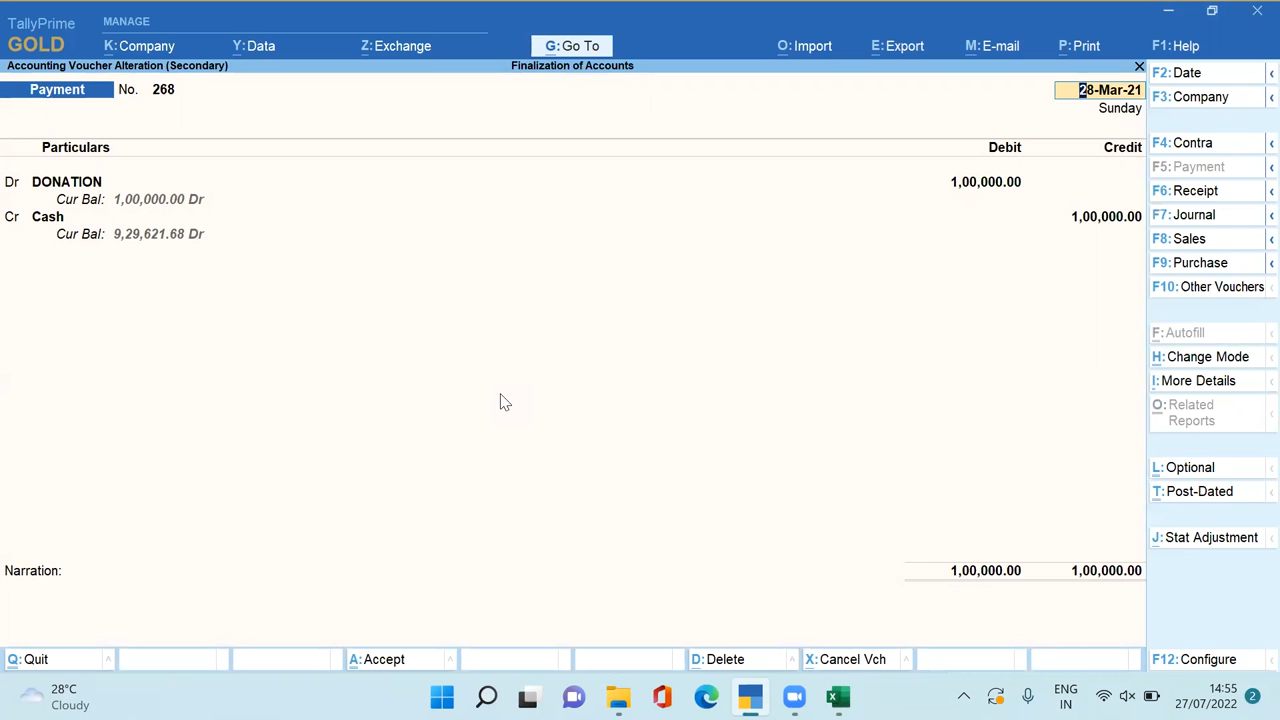 TallyPrime
GOLD
MANAGE
K: Company
Y: Data
Z: Exchange
G: Go To
O: Import
E: Export
M: E-mail
P: Print
F1: Help
Accounting Voucher Alteration (Secondary)
Finalization of Accounts
Payment No. 268
28-Mar-21
Sunday
Particulars Debit Credit
Dr DONATION 1,00,000.00
Cur Bal: 1,00,000.00 Dr
Cr Cash 1,00,000.00
Cur Bal: 9,29,621.68 Dr
Narration: 1,00,000.00 1,00,000.00
F2: Date
F3: Company
F4: Contra
F5: Payment
F6: Receipt
F7: Journal
F8: Sales
F9: Purchase
F10: Other Vouchers
F: Autofill
H: Change Mode
I: More Details
O: Related
Reports
L: Optional
T: Post-Dated
J: Stat Adjustment
Q: Quit
A: Accept
D: Delete
X: Cancel Vch
F12: Configure
28°C
Cloudy
ENG
IN
14:55
27/07/2022
2